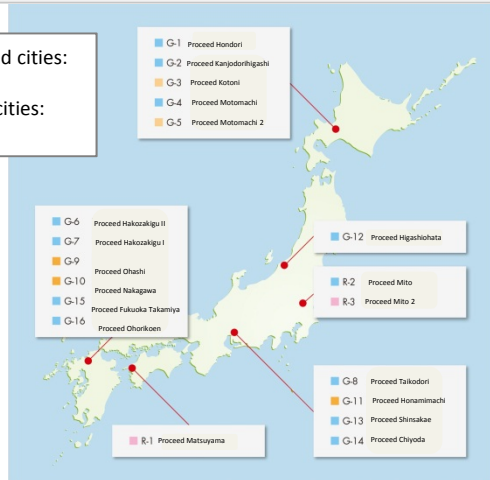 d cities:
cities:
G-1 Proceed Hondori
G-2 Proceed Kanjodorihigashi
G-3 Proceed Kotoni
G-4 Proceed Motomachi
G-5 Proceed Motomachi 2
G-6 Proceed Hakozakigu II
G-7 Proceed Hakozakigu I
G-9
Proceed Ohashi
G-10
Proceed Nakagawa
G-15
Proceed Fukuoka Takamiya
G-16
Proceed Ohorikoen
G-12 Proceed Higashiohata
R-2 Proceed Mito
R-3 Proceed Mito 2
G-8 Proceed Taikodori
G-11 Proceed Honamimachi
G-13 Proceed Shinsakae
G-14 Proceed Chiyoda
R-1 Proceed Matsuyama